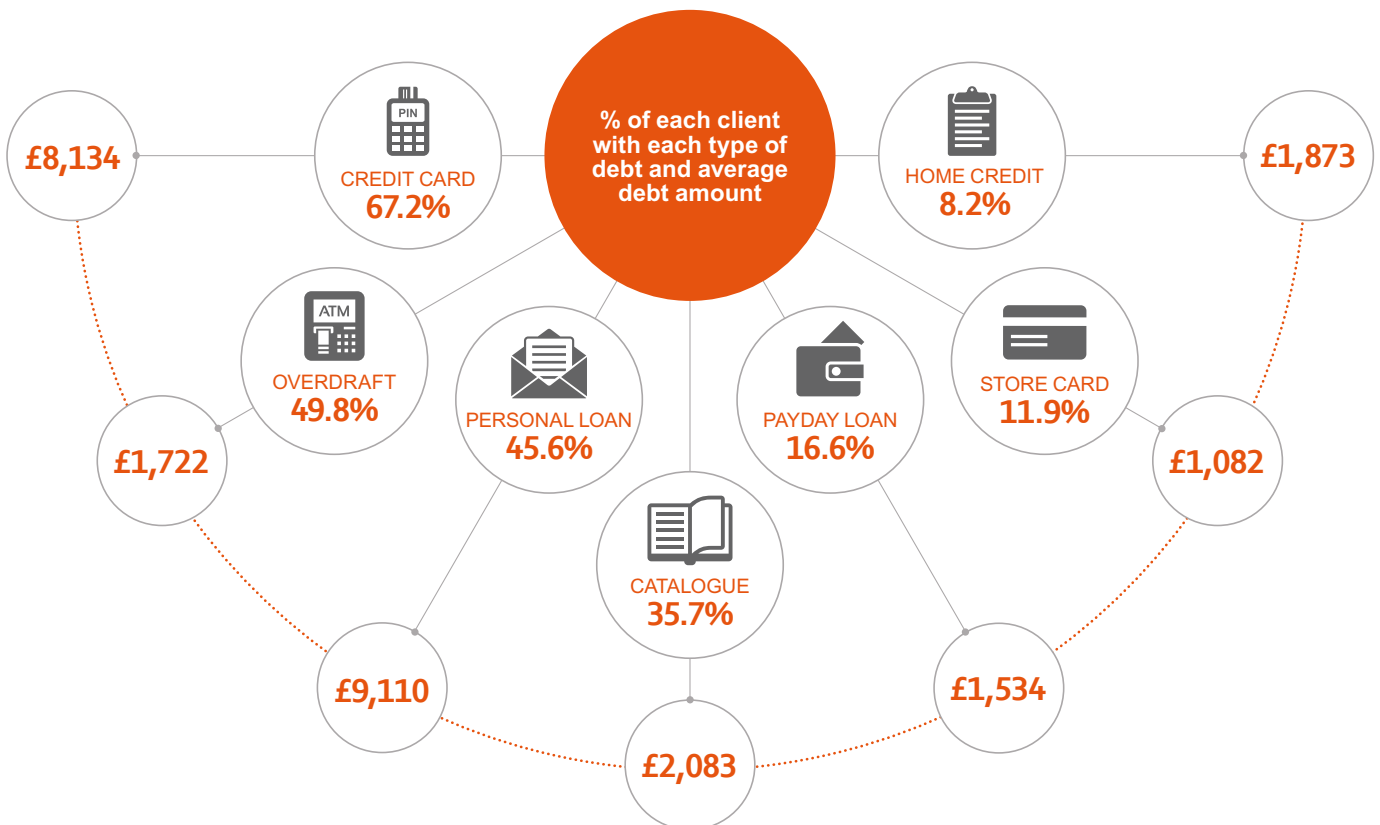 % of each client
with each type of
debt and average
debt amount
PIN
CREDIT CARD
67.2%
£8,134
ATM
OVERDRAFT
49.8%
£1,722
PERSONAL LOAN
45.6%
£9,110
CATALOGUE
35.7%
£2,083
PAYDAY LOAN
16.6%
£1,534
STORE CARD
11.9%
£1,082
HOME CREDIT
8.2%
£1,873